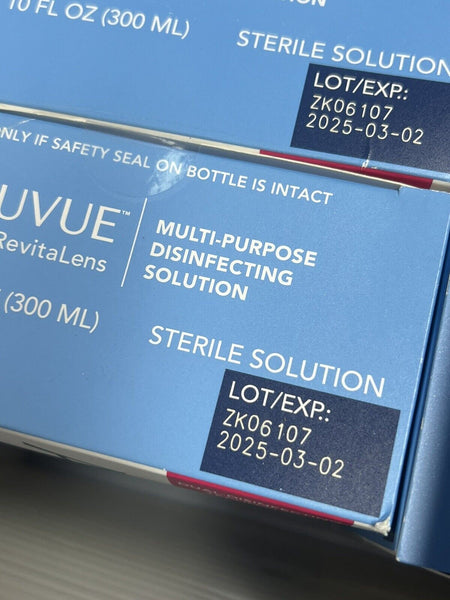 10 FL OZ (300 ML)
STERILE SOLUTION
LOT/EXP.:
ZK06107
2025-03-02
ONLY IF SAFETY SEAL ON BOTTLE IS INTACT
UVUE™
RevitaLens
MULTI-PURPOSE
DISINFECTING
SOLUTION
(300 ML)
STERILE SOLUTION
LOT/EXP.:
ZK06107
2025-03-02